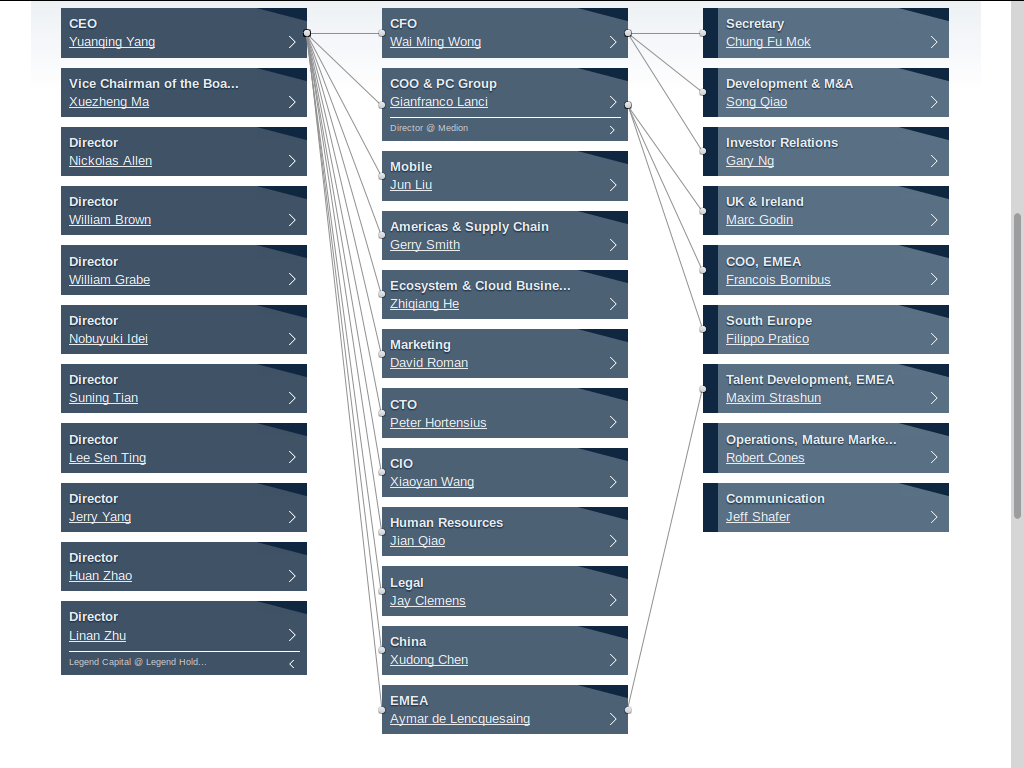 CEO
Yuanqing Yang
Vice Chairman of the Boa...
Xuezheng Ma
Director
Nickolas Allen
Director
William Brown
Director
William Grabe
Director
Nobuyuki Idei
Director
Suning Tian
Director
Lee Sen Ting
Director
Jerry Yang
Director
Huan Zhao
Director
Linan Zhu
Legend Capital @ Legend Hold...
CFO
Wai Ming Wong
COO & PC Group
Gianfranco Lanci
Director @ Medion
Mobile
Jun Liu
Americas & Supply Chain
Gerry Smith
Ecosystem & Cloud Busine...
Zhiqiang He
Marketing
David Roman
CTO
Peter Hortensius
CIO
Xiaoyan Wang
Human Resources
Jian Qiao
Legal
Jay Clemens
China
Xudong Chen
EMEA
Aymar de Lencquesaing
Secretary
Chung Fu Mok
Development & M&A
Song Qiao
Investor Relations
Gary Ng
UK & Ireland
Marc Godin
COO, EMEA
Francois Bornibus
South Europe
Filippo Pratico
Talent Development, EMEA
Maxim Strashun
Operations, Mature Marke...
Robert Cones
Communication
Jeff Shafer